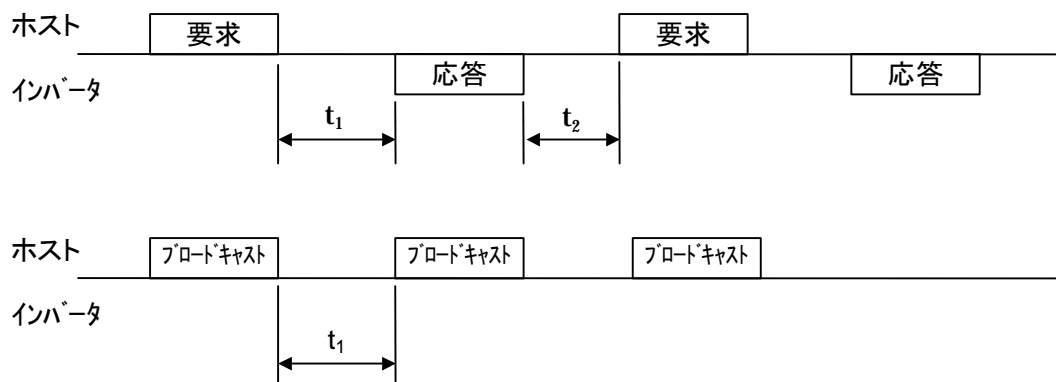 ホスト
要求
要求
インバータ
応答
応答
t₁
t₂
ホスト
ブロードキャスト
ブロードキャスト
ブロードキャスト
インバータ
t₁